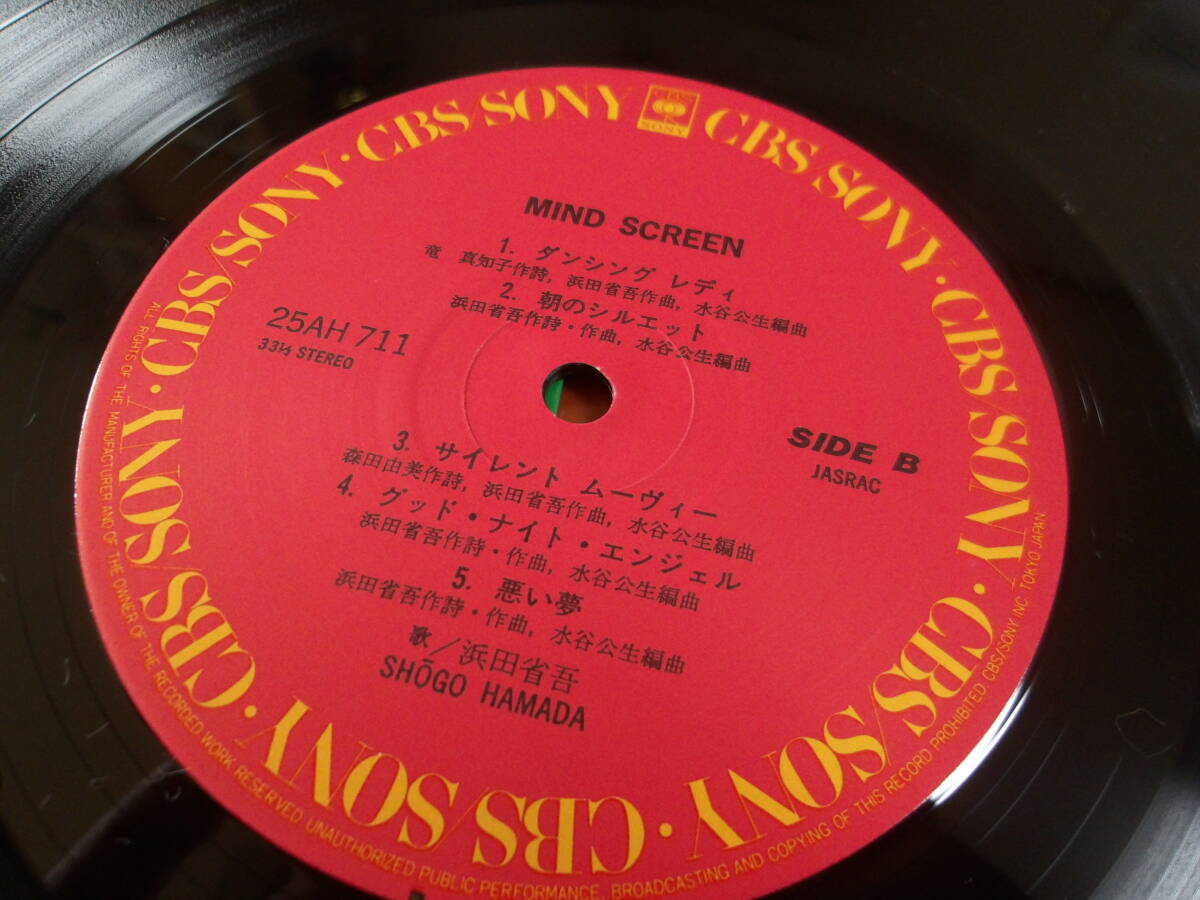 CBS/SONY · CBS/SONY · CBS/SONY · CBS/SONY · CBS/SONY · CBS/SONY · CBS/SONY · CBS/SONY
SONY
MIND SCREEN
1. ダンシング レディ
竜 真知子作詩, 浜田省吾作曲, 水谷公生編曲
2. 朝のシルエット
浜田省吾作詩・作曲, 水谷公生編曲
25AH 711
33⅓ STEREO
SIDE B
JASRAC
3. サイレント ムーヴィー
森田由美作詩, 浜田省吾作曲, 水谷公生編曲
4. グッド・ナイト・エンジェル
浜田省吾作詩・作曲, 水谷公生編曲
5. 悪い夢
浜田省吾作詩・作曲, 水谷公生編曲
歌／浜田省吾
SHŌGO HAMADA
ALL RIGHTS OF THE MANUFACTURER AND OF THE OWNER OF THE RECORDED WORK RESERVED. UNAUTHORIZED PUBLIC PERFORMANCE, BROADCASTING AND COPYING OF THIS RECORD PROHIBITED CBS/SONY INC. TOKYO JAPAN.